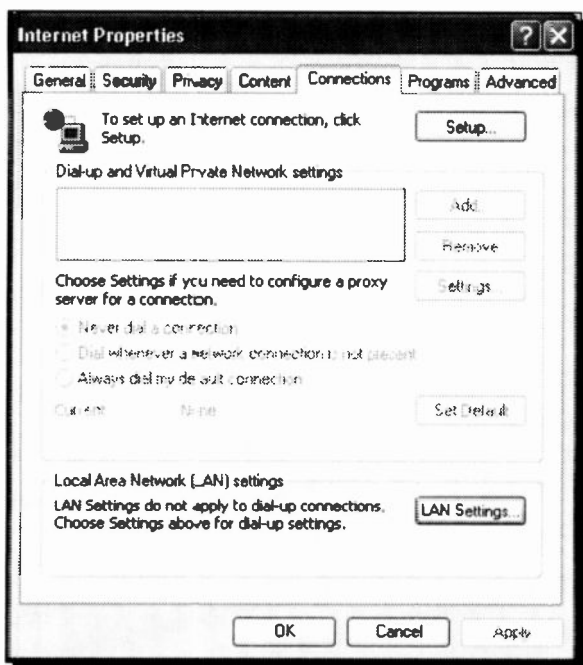 Internet Properties
General Security Privacy Content Connections Programs Advanced
To set up an Internet connection, click
Setup.
Setup...
Dial-up and Virtual Private Network settings
Add...
Remove
Choose Settings if you need to configure a proxy
server for a connection.
Settings...
Never dial a connection
Dial whenever a network connection is not present
Always dial my default connection
Current None
Set Default
Local Area Network (LAN) settings
LAN Settings do not apply to dial-up connections.
Choose Settings above for dial-up settings.
LAN Settings...
OK Cancel Apply